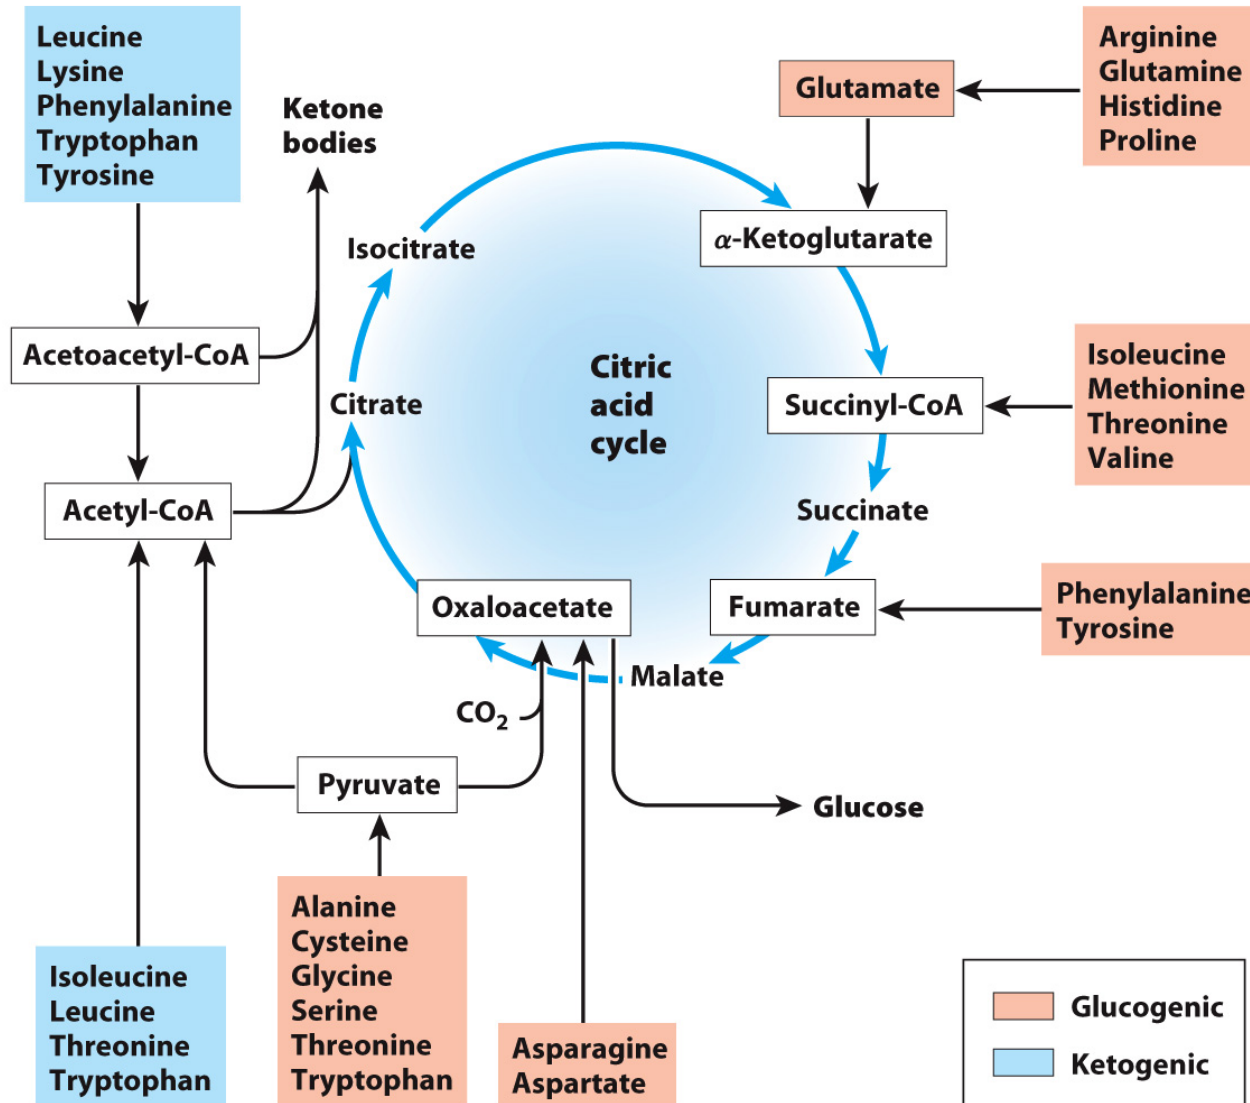 Leucine
Lysine
Phenylalanine
Tryptophan
Tyrosine
Ketone
bodies
Glutamate
Arginine
Glutamine
Histidine
Proline
Isocitrate
α-Ketoglutarate
Acetoacetyl-CoA
Citrate
Citric
acid
cycle
Succinyl-CoA
Isoleucine
Methionine
Threonine
Valine
Acetyl-CoA
Succinate
Oxaloacetate
Fumarate
Phenylalanine
Tyrosine
Malate
CO₂
Pyruvate
Glucose
Isoleucine
Leucine
Threonine
Tryptophan
Alanine
Cysteine
Glycine
Serine
Threonine
Tryptophan
Asparagine
Aspartate
Glucogenic
Ketogenic